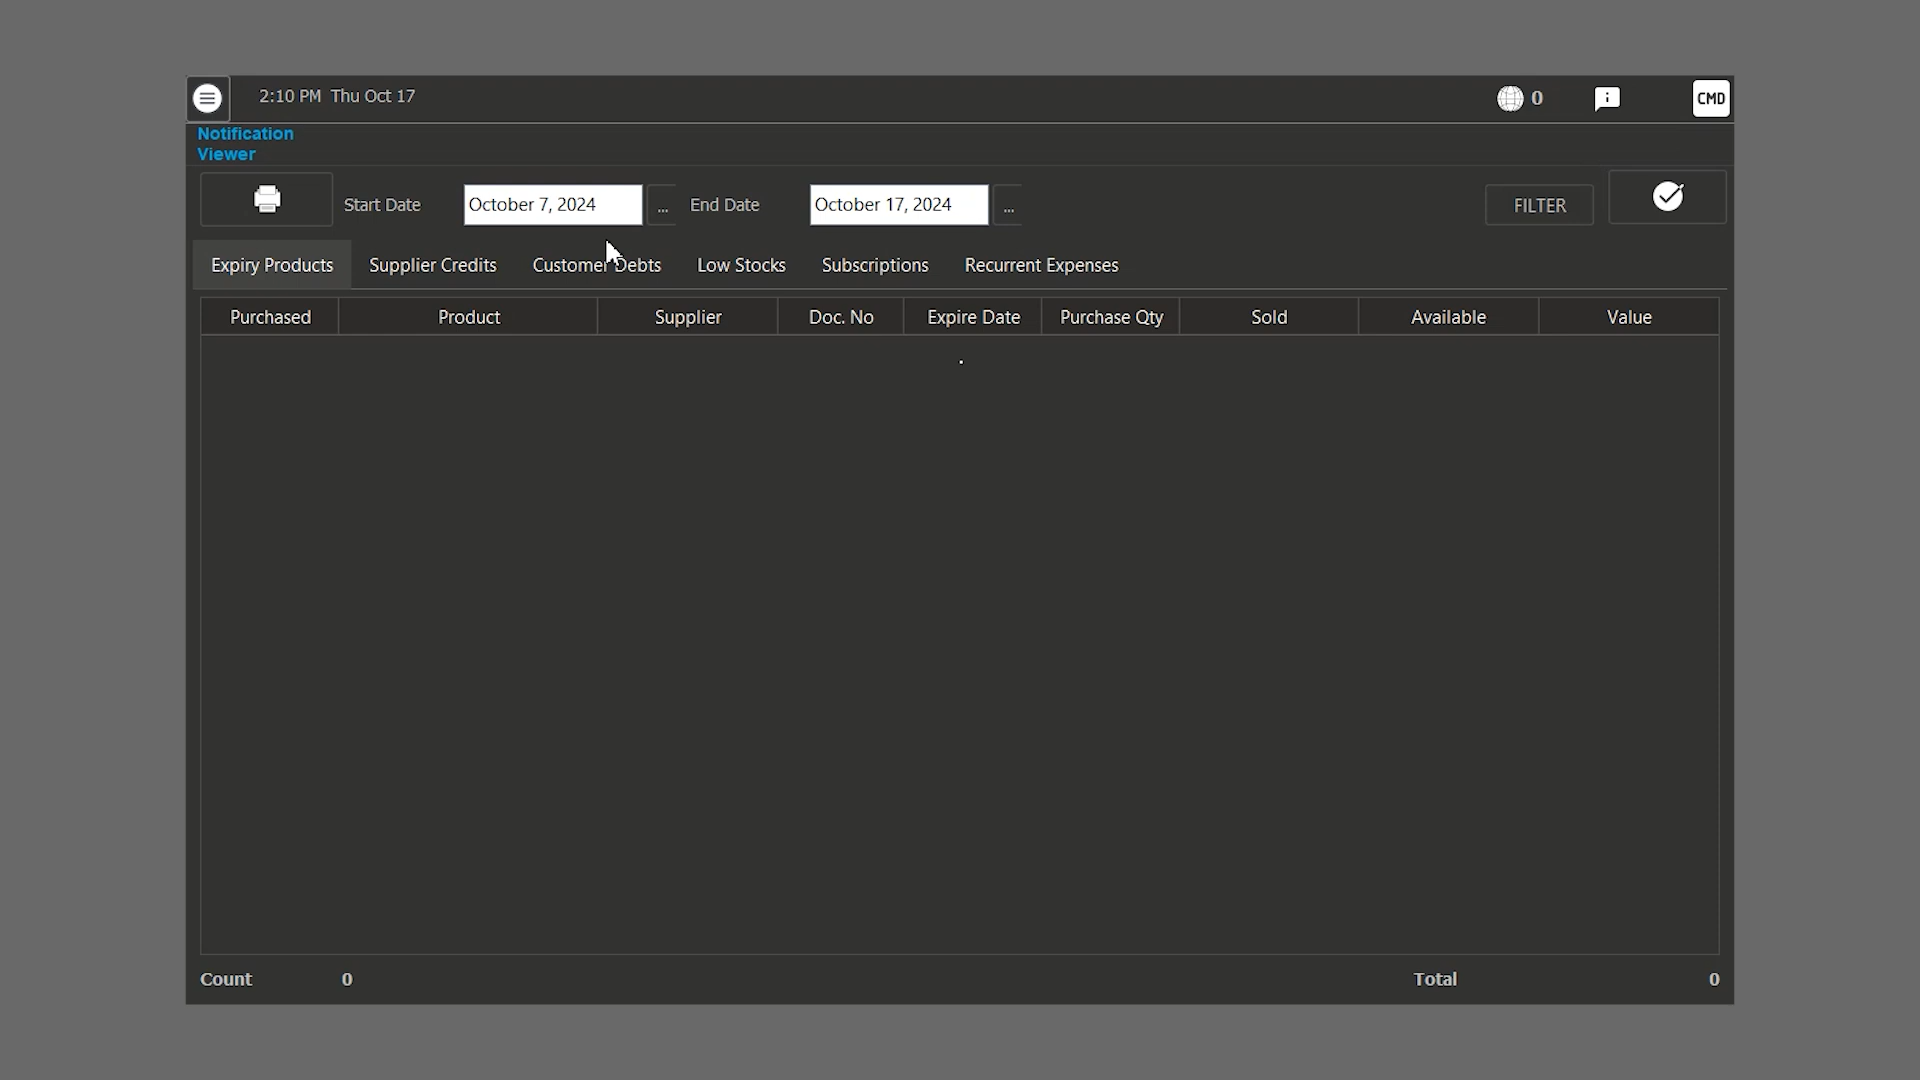 2:10 PM Thu Oct 17
0
CMD
Notification
Viewer
Start Date
October 7, 2024
...
End Date
October 17, 2024
...
FILTER
Expiry Products
Supplier Credits
Customer Debts
Low Stocks
Subscriptions
Recurrent Expenses
Purchased
Product
Supplier
Doc. No
Expire Date
Purchase Qty
Sold
Available
Value
.
Count
0
Total
0